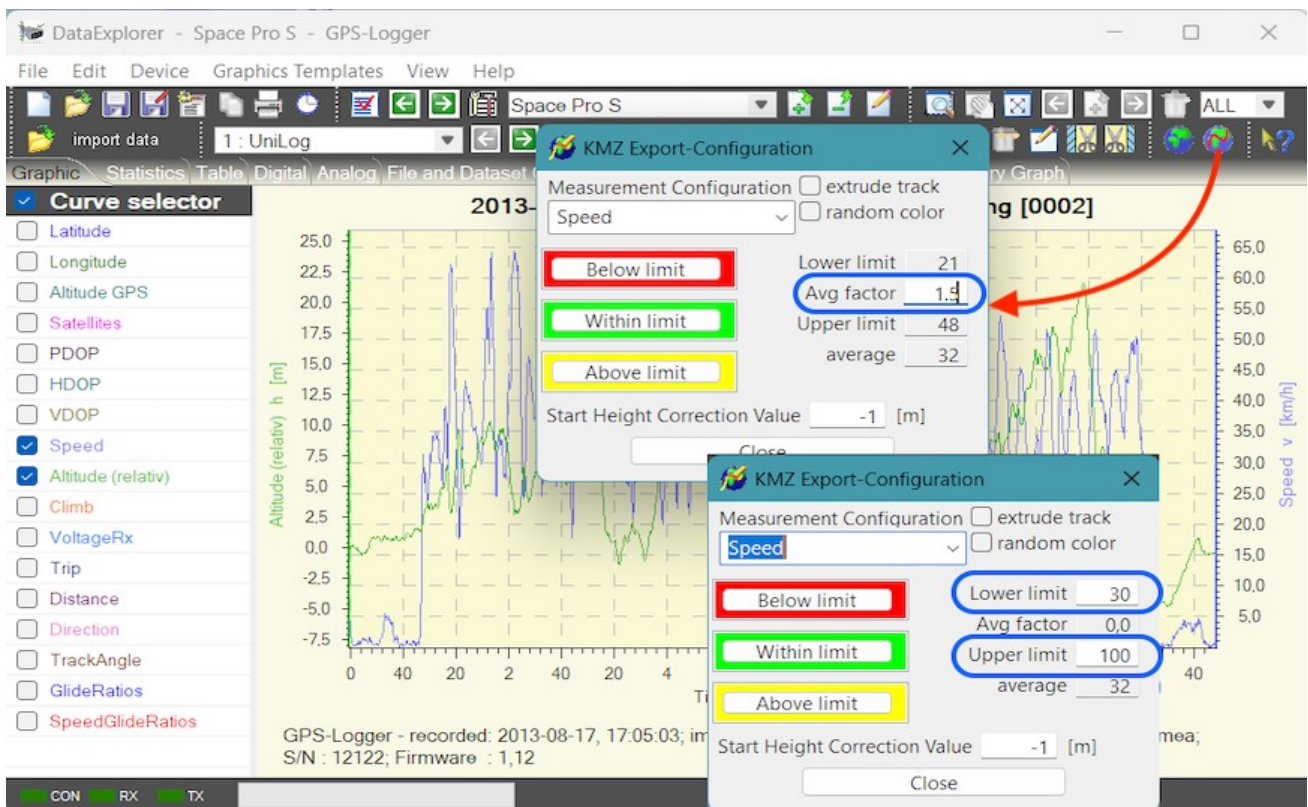 DataExplorer - Space Pro S - GPS-Logger
File Edit Device Graphics Templates View Help
Space Pro S
ALL
import data
1 : UniLog
Graphic Statistics Table Digital Analog File and Dataset
ry Graph
Curve selector
Latitude
Longitude
Altitude GPS
Satellites
PDOP
HDOP
VDOP
Speed
Altitude (relativ)
Climb
VoltageRx
Trip
Distance
Direction
TrackAngle
GlideRatios
SpeedGlideRatios
2013-
ng [0002]
Altitude (relativ) h [m]
25,0
22,5
20,0
17,5
15,0
12,5
10,0
7,5
5,0
2,5
0,0
-2,5
-5,0
-7,5
0 40 20 2 40 20 4
40
65,0
60,0
55,0
50,0
45,0
40,0
35,0
30,0
25,0
20,0
15,0
10,0
5,0
Speed v [km/h]
GPS-Logger - recorded: 2013-08-17, 17:05:03; im
mea;
S/N : 12122; Firmware : 1,12
KMZ Export-Configuration
Measurement Configuration extrude track
Speed random color
Below limit Lower limit 21
Avg factor 1.5
Within limit Upper limit 48
average 32
Above limit
Start Height Correction Value -1 [m]
Close
KMZ Export-Configuration
Measurement Configuration extrude track
Speed random color
Below limit Lower limit 30
Avg factor 0,0
Within limit Upper limit 100
average 32
Above limit
Start Height Correction Value -1 [m]
Close
CON RX TX